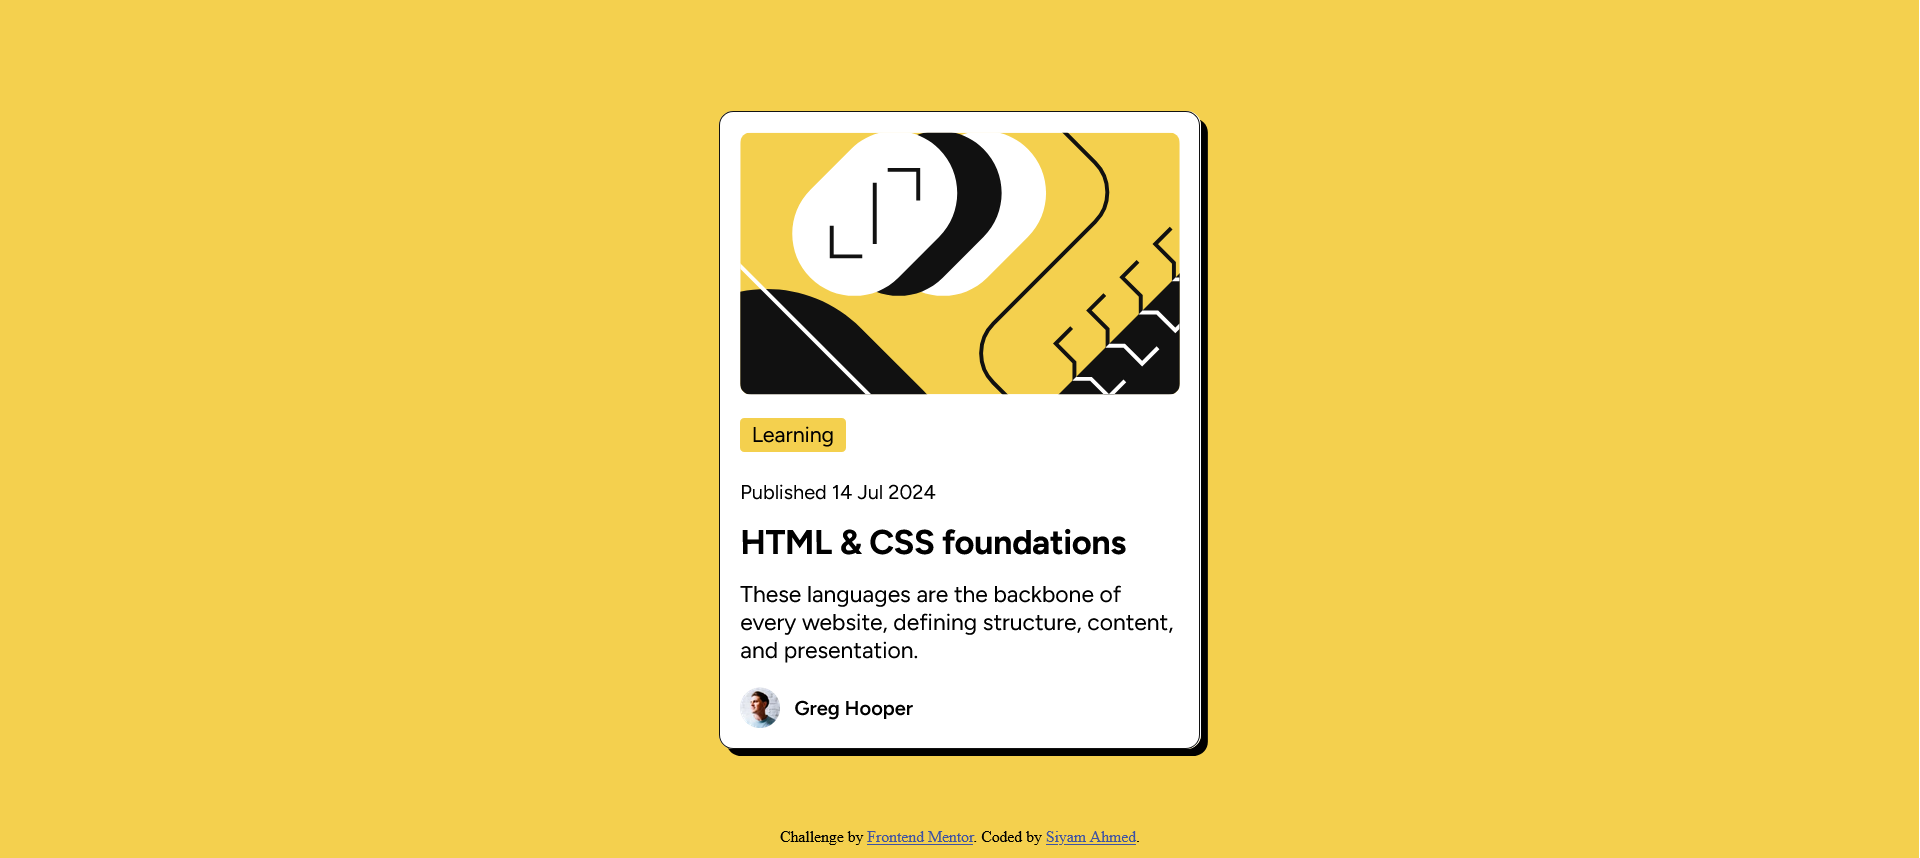 Learning
Published 14 Jul 2024
HTML & CSS foundations
These languages are the backbone of
every website, defining structure, content,
and presentation.
Greg Hooper
Challenge by Frontend Mentor. Coded by Siyam Ahmed.